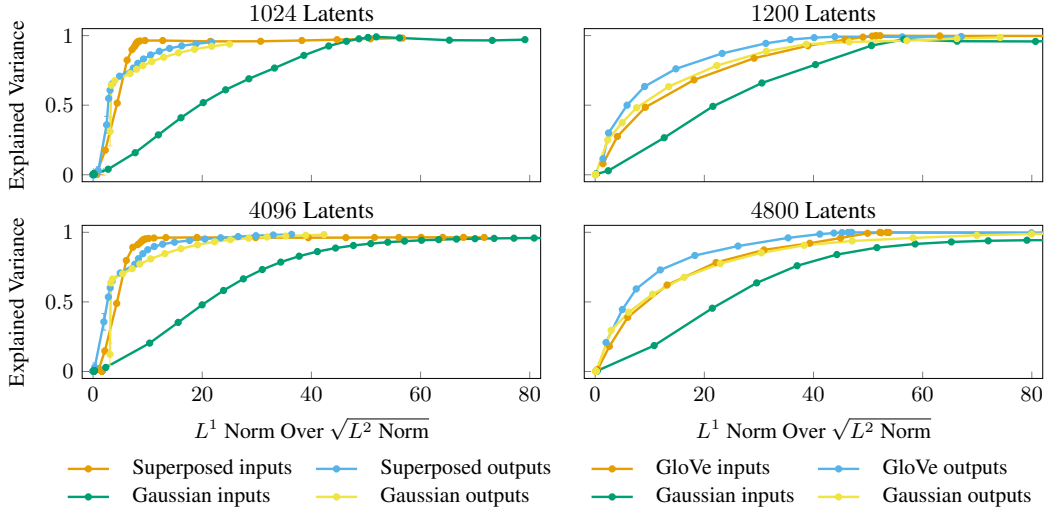 1024 Latents
1200 Latents
Explained Variance
1
0.5
0
4096 Latents
4800 Latents
Explained Variance
1
0.5
0
0 20 40 60 80
0 20 40 60 80
L¹ Norm Over √L² Norm
L¹ Norm Over √L² Norm
Superposed inputs
Superposed outputs
Gaussian inputs
Gaussian outputs
GloVe inputs
GloVe outputs
Gaussian inputs
Gaussian outputs